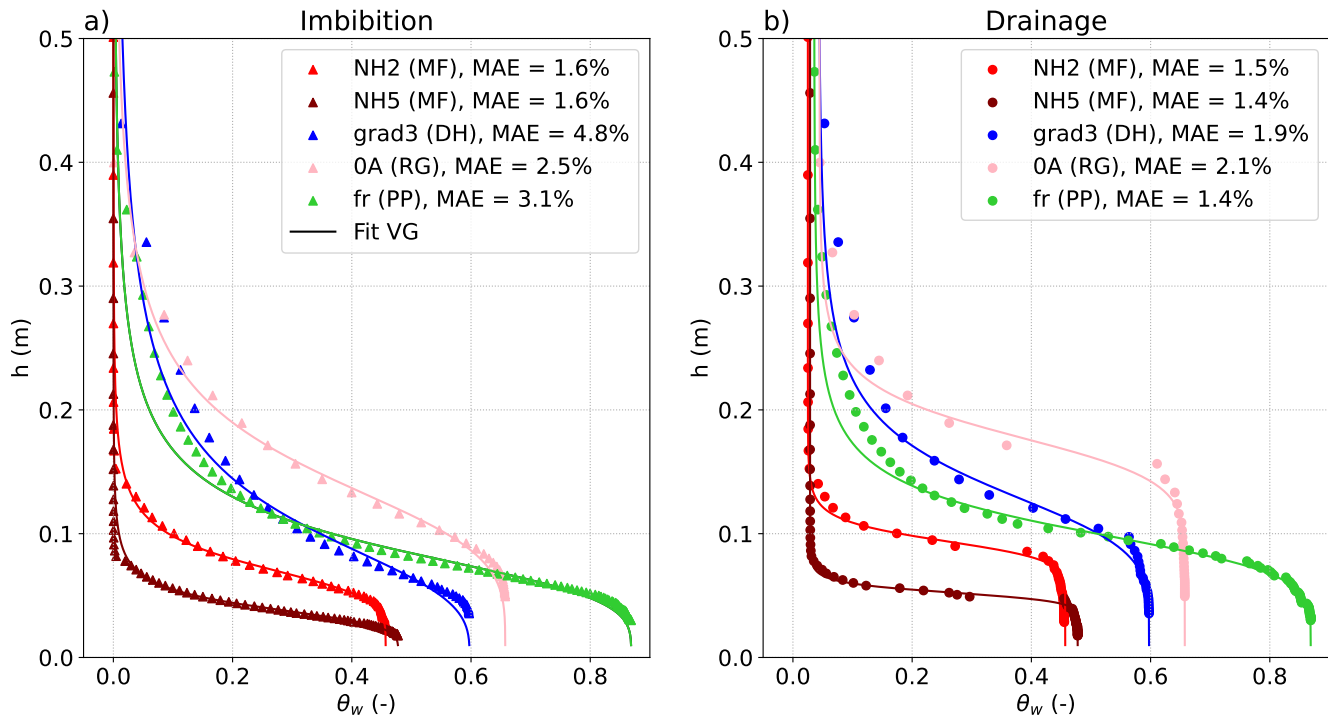 a)
Imbibition
NH2 (MF), MAE = 1.6%
NH5 (MF), MAE = 1.6%
grad3 (DH), MAE = 4.8%
0A (RG), MAE = 2.5%
fr (PP), MAE = 3.1%
Fit VG
0.5
0.4
0.3
0.2
0.1
0.0
h (m)
0.0 0.2 0.4 0.6 0.8
θw (-)
b)
Drainage
NH2 (MF), MAE = 1.5%
NH5 (MF), MAE = 1.4%
grad3 (DH), MAE = 1.9%
0A (RG), MAE = 2.1%
fr (PP), MAE = 1.4%
0.5
0.4
0.3
0.2
0.1
0.0
h (m)
0.0 0.2 0.4 0.6 0.8
θw (-)